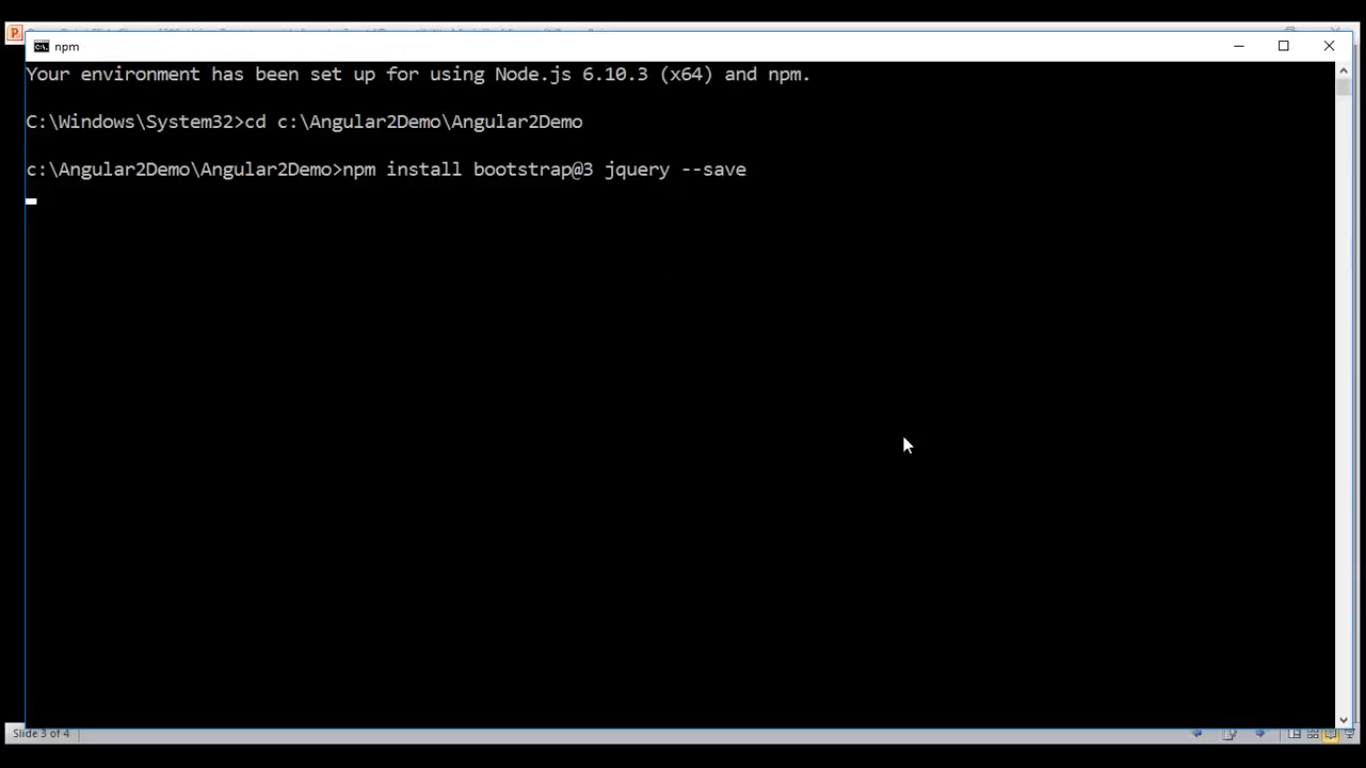 npm
Your environment has been set up for using Node.js 6.10.3 (x64) and npm.
C:\Windows\System32>cd c:\Angular2Demo\Angular2Demo
c:\Angular2Demo\Angular2Demo>npm install bootstrap@3 jquery --save
Slide 3 of 4